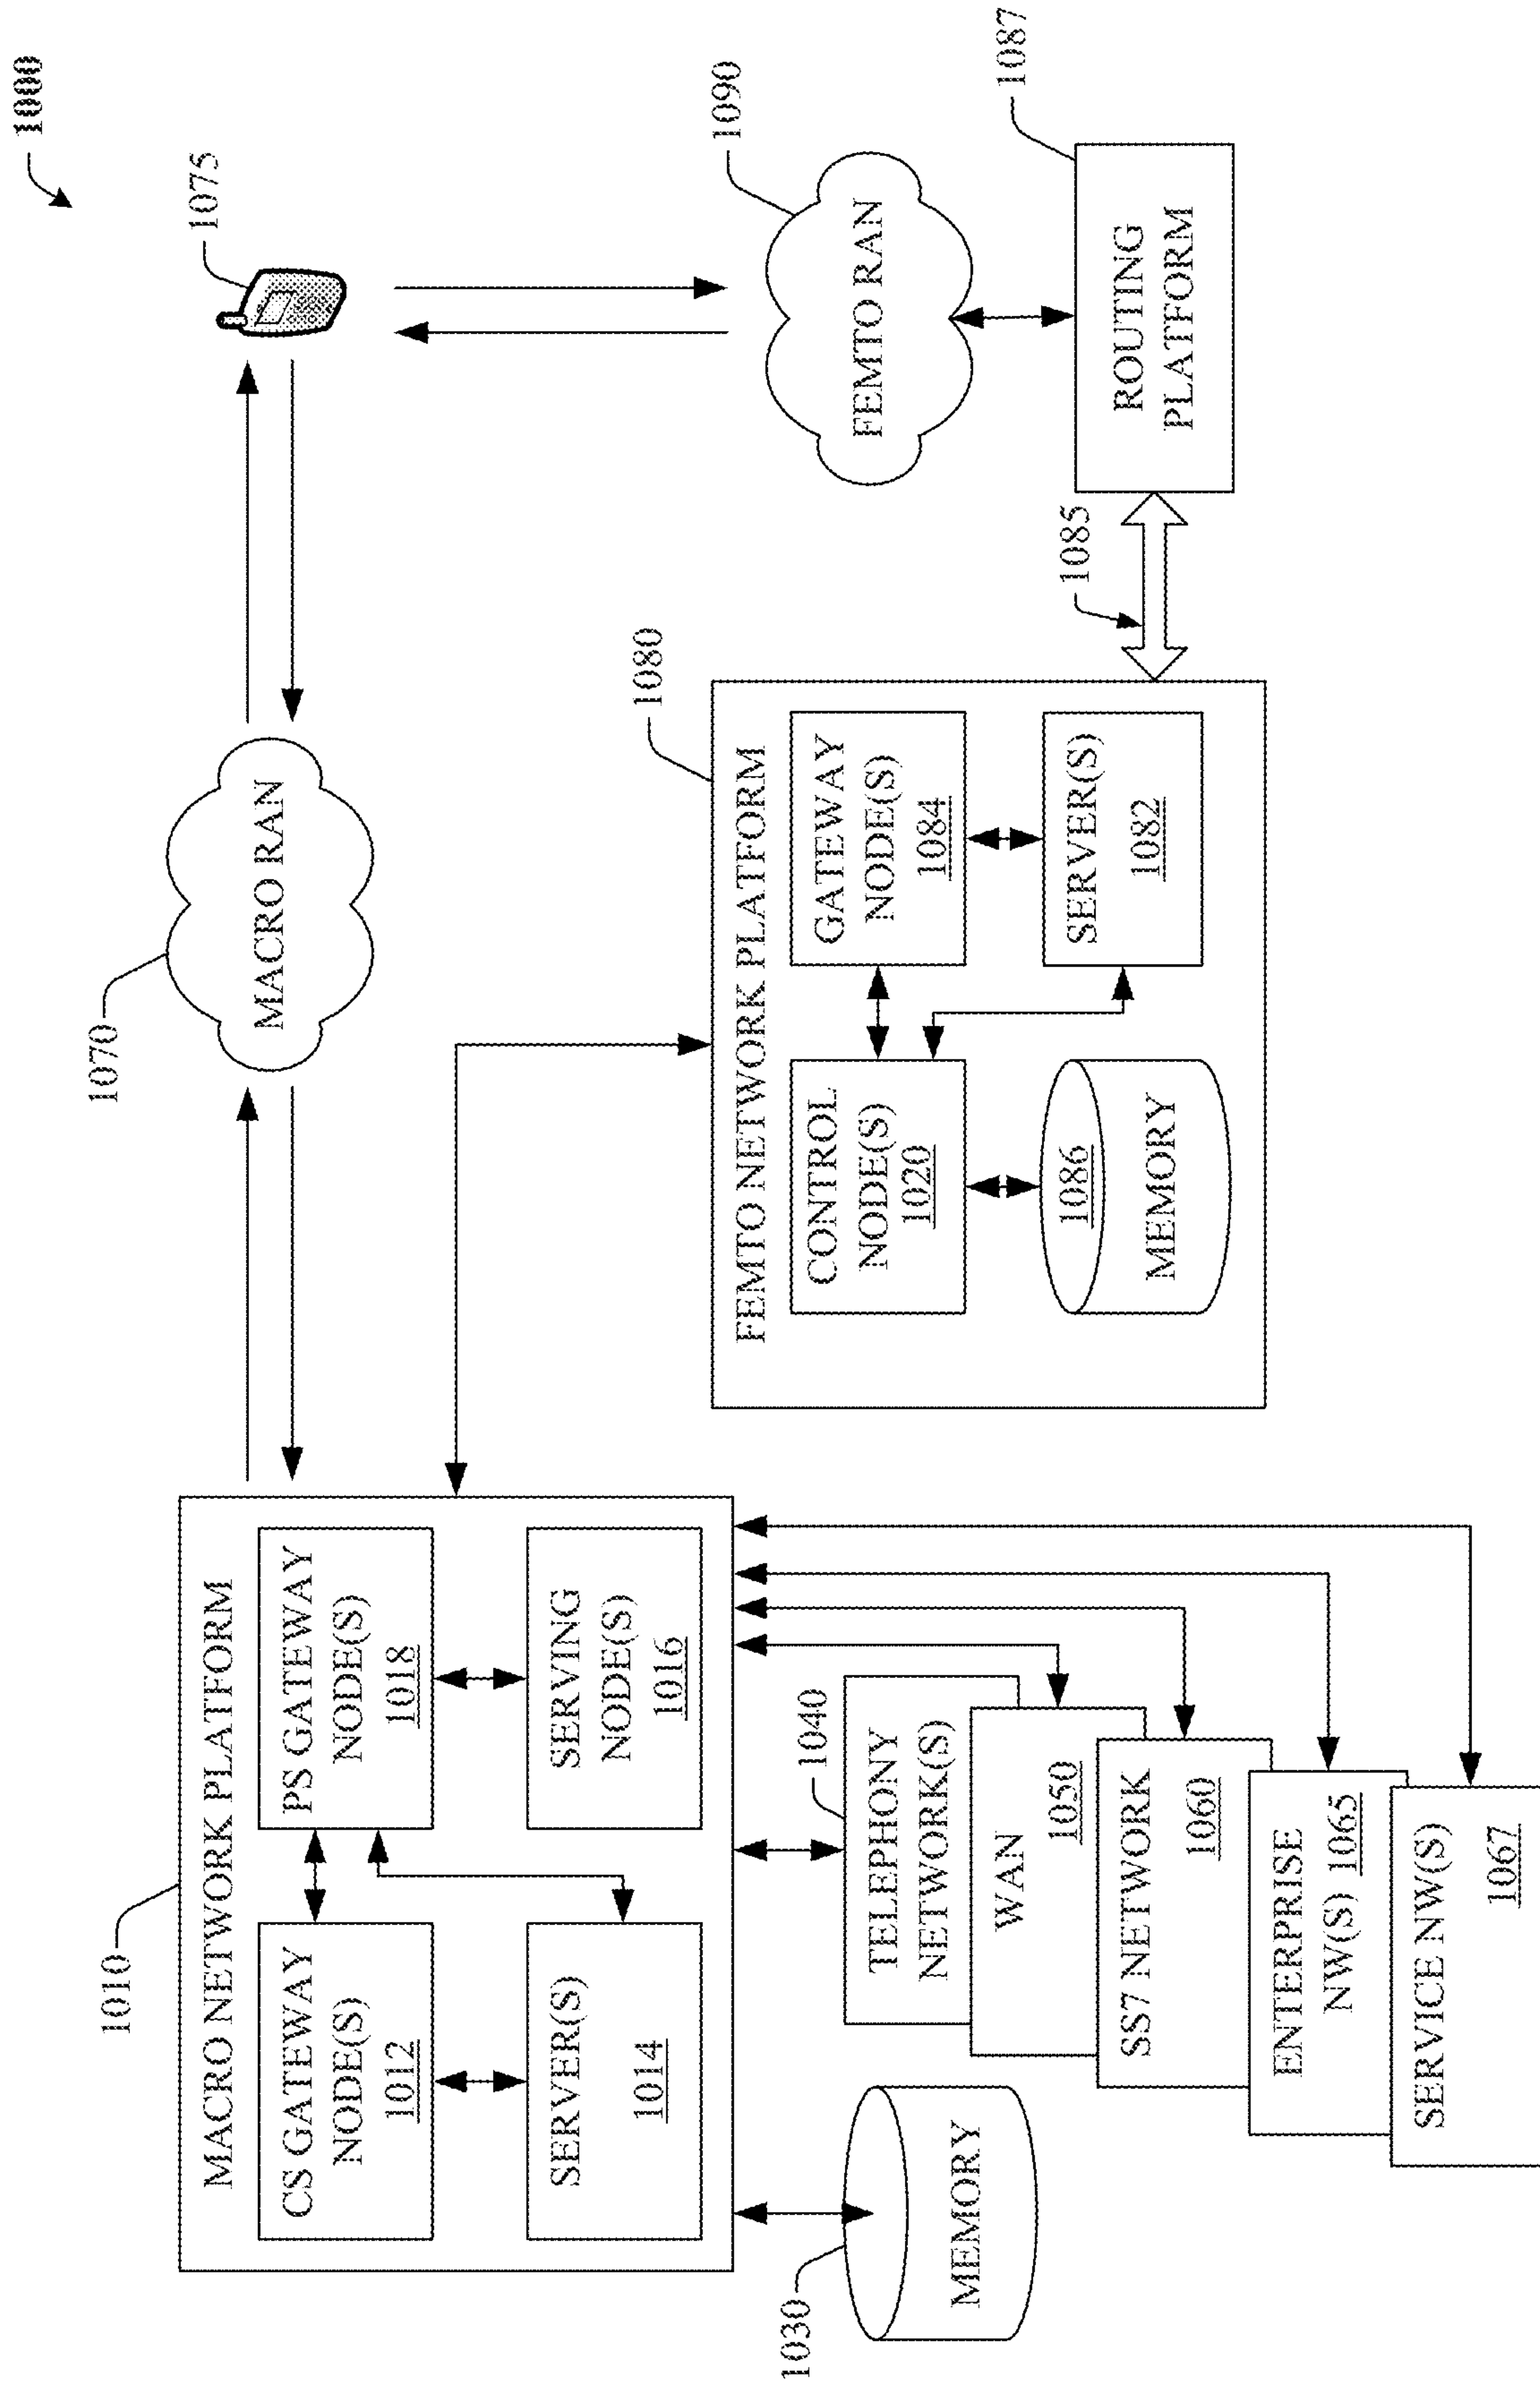 1000
1010
MACRO NETWORK PLATFORM
CS GATEWAY
NODE(S)
1012
PS GATEWAY
NODE(S)
1018
SERVER(S)
1014
SERVING
NODE(S)
1016
1070
MACRO RAN
1075
1030
MEMORY
1040
TELEPHONY
NETWORK(S)
WAN
1050
SS7 NETWORK
1060
ENTERPRISE
NW(S) 1065
SERVICE NW(S)
1067
1080
FEMTO NETWORK PLATFORM
CONTROL
NODE(S)
1020
GATEWAY
NODE(S)
1084
1086
MEMORY
SERVER(S)
1082
1085
1090
FEMTO RAN
1087
ROUTING
PLATFORM